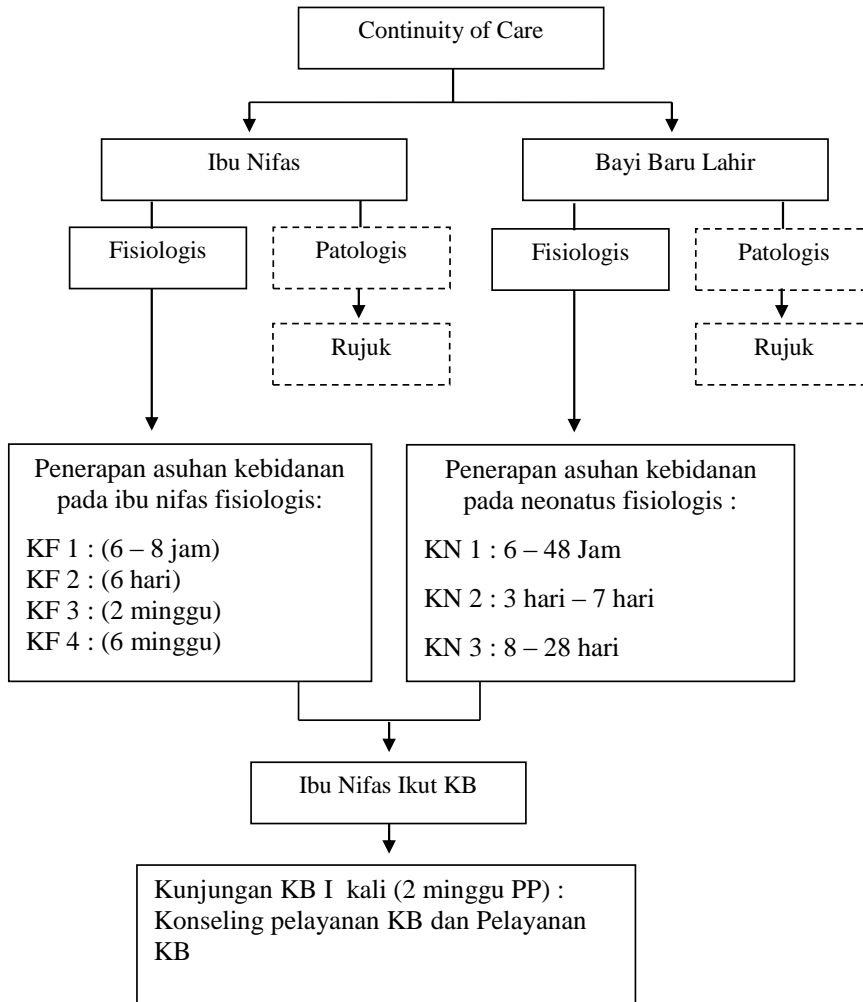 Continuity of Care
Ibu Nifas
Bayi Baru Lahir
Fisiologis
Patologis
Fisiologis
Patologis
Rujuk
Rujuk
Penerapan asuhan kebidanan
pada ibu nifas fisiologis:
KF 1 : (6 – 8 jam)
KF 2 : (6 hari)
KF 3 : (2 minggu)
KF 4 : (6 minggu)
Penerapan asuhan kebidanan
pada neonatus fisiologis :
KN 1 : 6 – 48 Jam
KN 2 : 3 hari – 7 hari
KN 3 : 8 – 28 hari
Ibu Nifas Ikut KB
Kunjungan KB I kali (2 minggu PP) :
Konseling pelayanan KB dan Pelayanan
KB